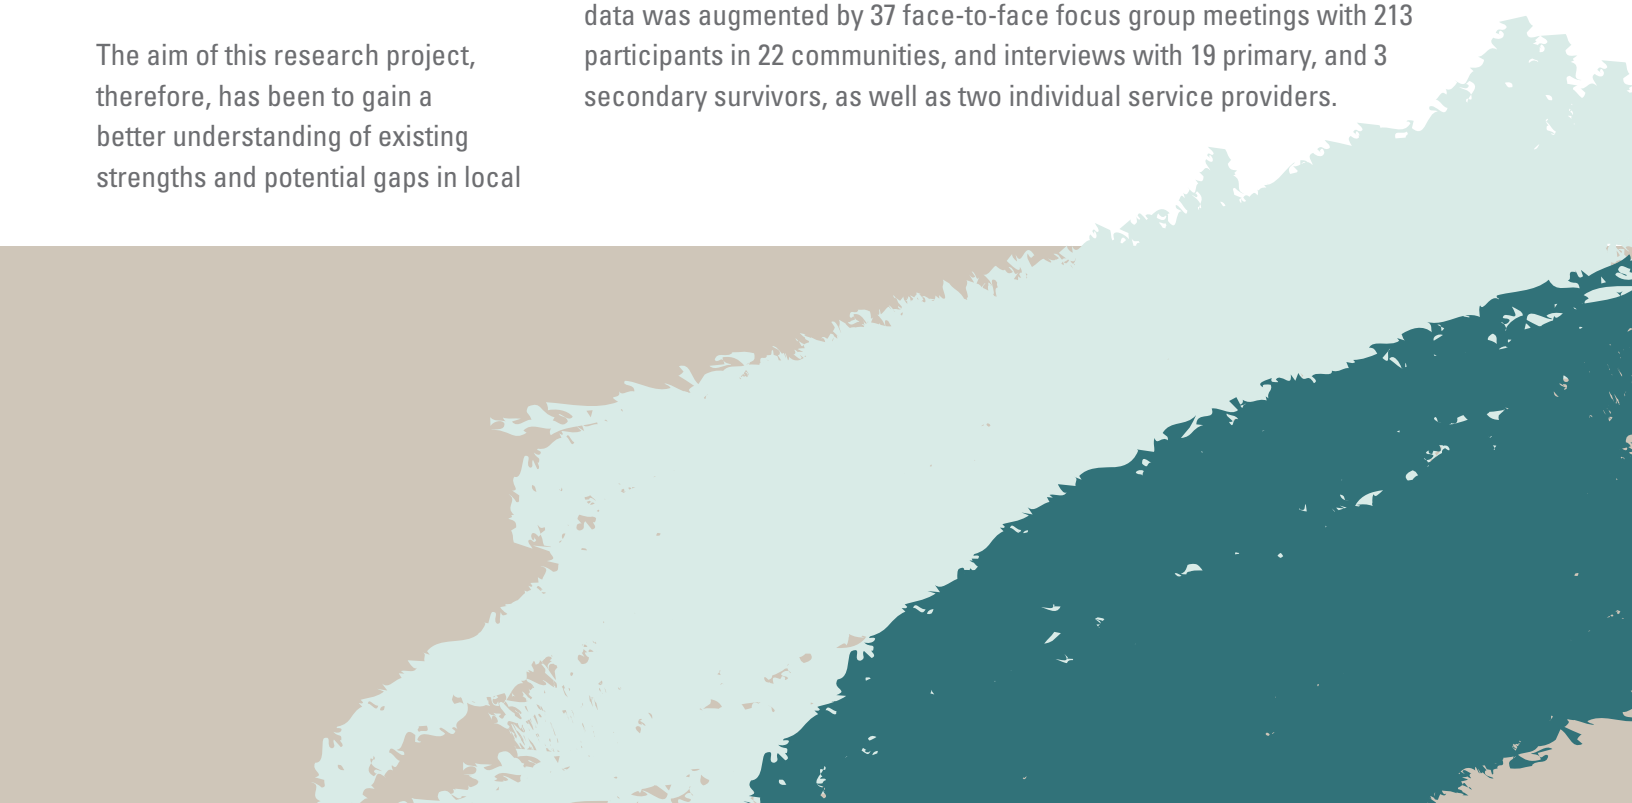 The aim of this research project,
therefore, has been to gain a
better understanding of existing
strengths and potential gaps in local
data was augmented by 37 face-to-face focus group meetings with 213
participants in 22 communities, and interviews with 19 primary, and 3
secondary survivors, as well as two individual service providers.